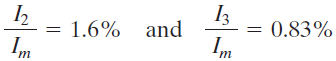 I₂/Iₘ = 1.6% and I₃/Iₘ = 0.83%